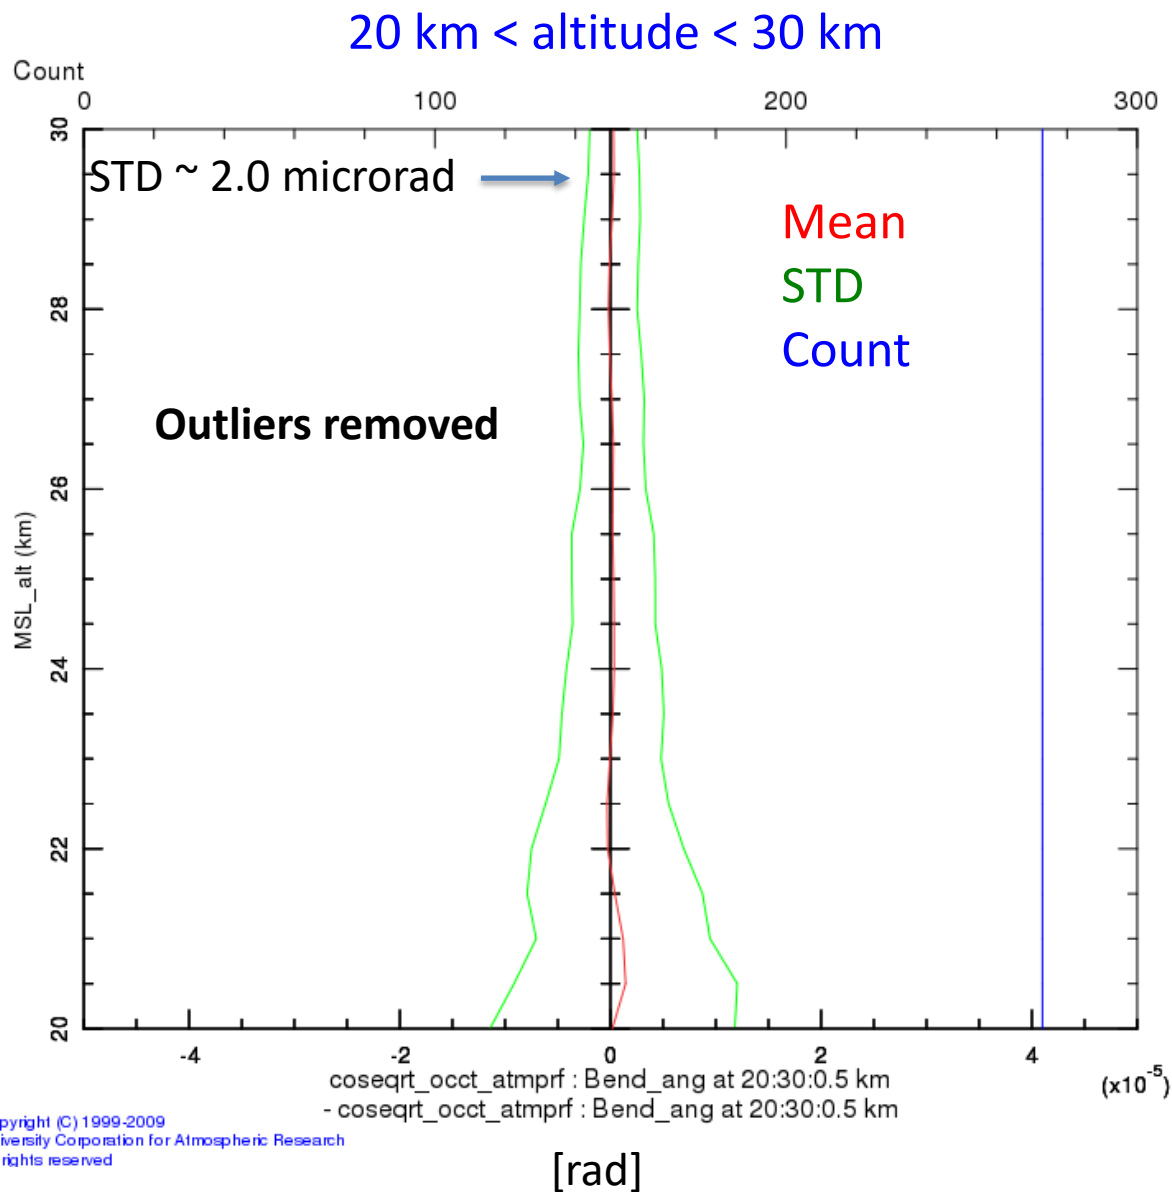 20 km < altitude < 30 km
Count
0 100 200 300
STD ~ 2.0 microrad
Mean
STD
Count
Outliers removed
MSL_alt (km)
30
28
26
24
22
20
-4 -2 0 2 4
(x10-5)
coseqrt_occt_atmprf : Bend_ang at 20:30:0.5 km
- coseqrt_occt_atmprf : Bend_ang at 20:30:0.5 km
pyright (C) 1999-2009
iversity Corporation for Atmospheric Research
rights reserved
[rad]